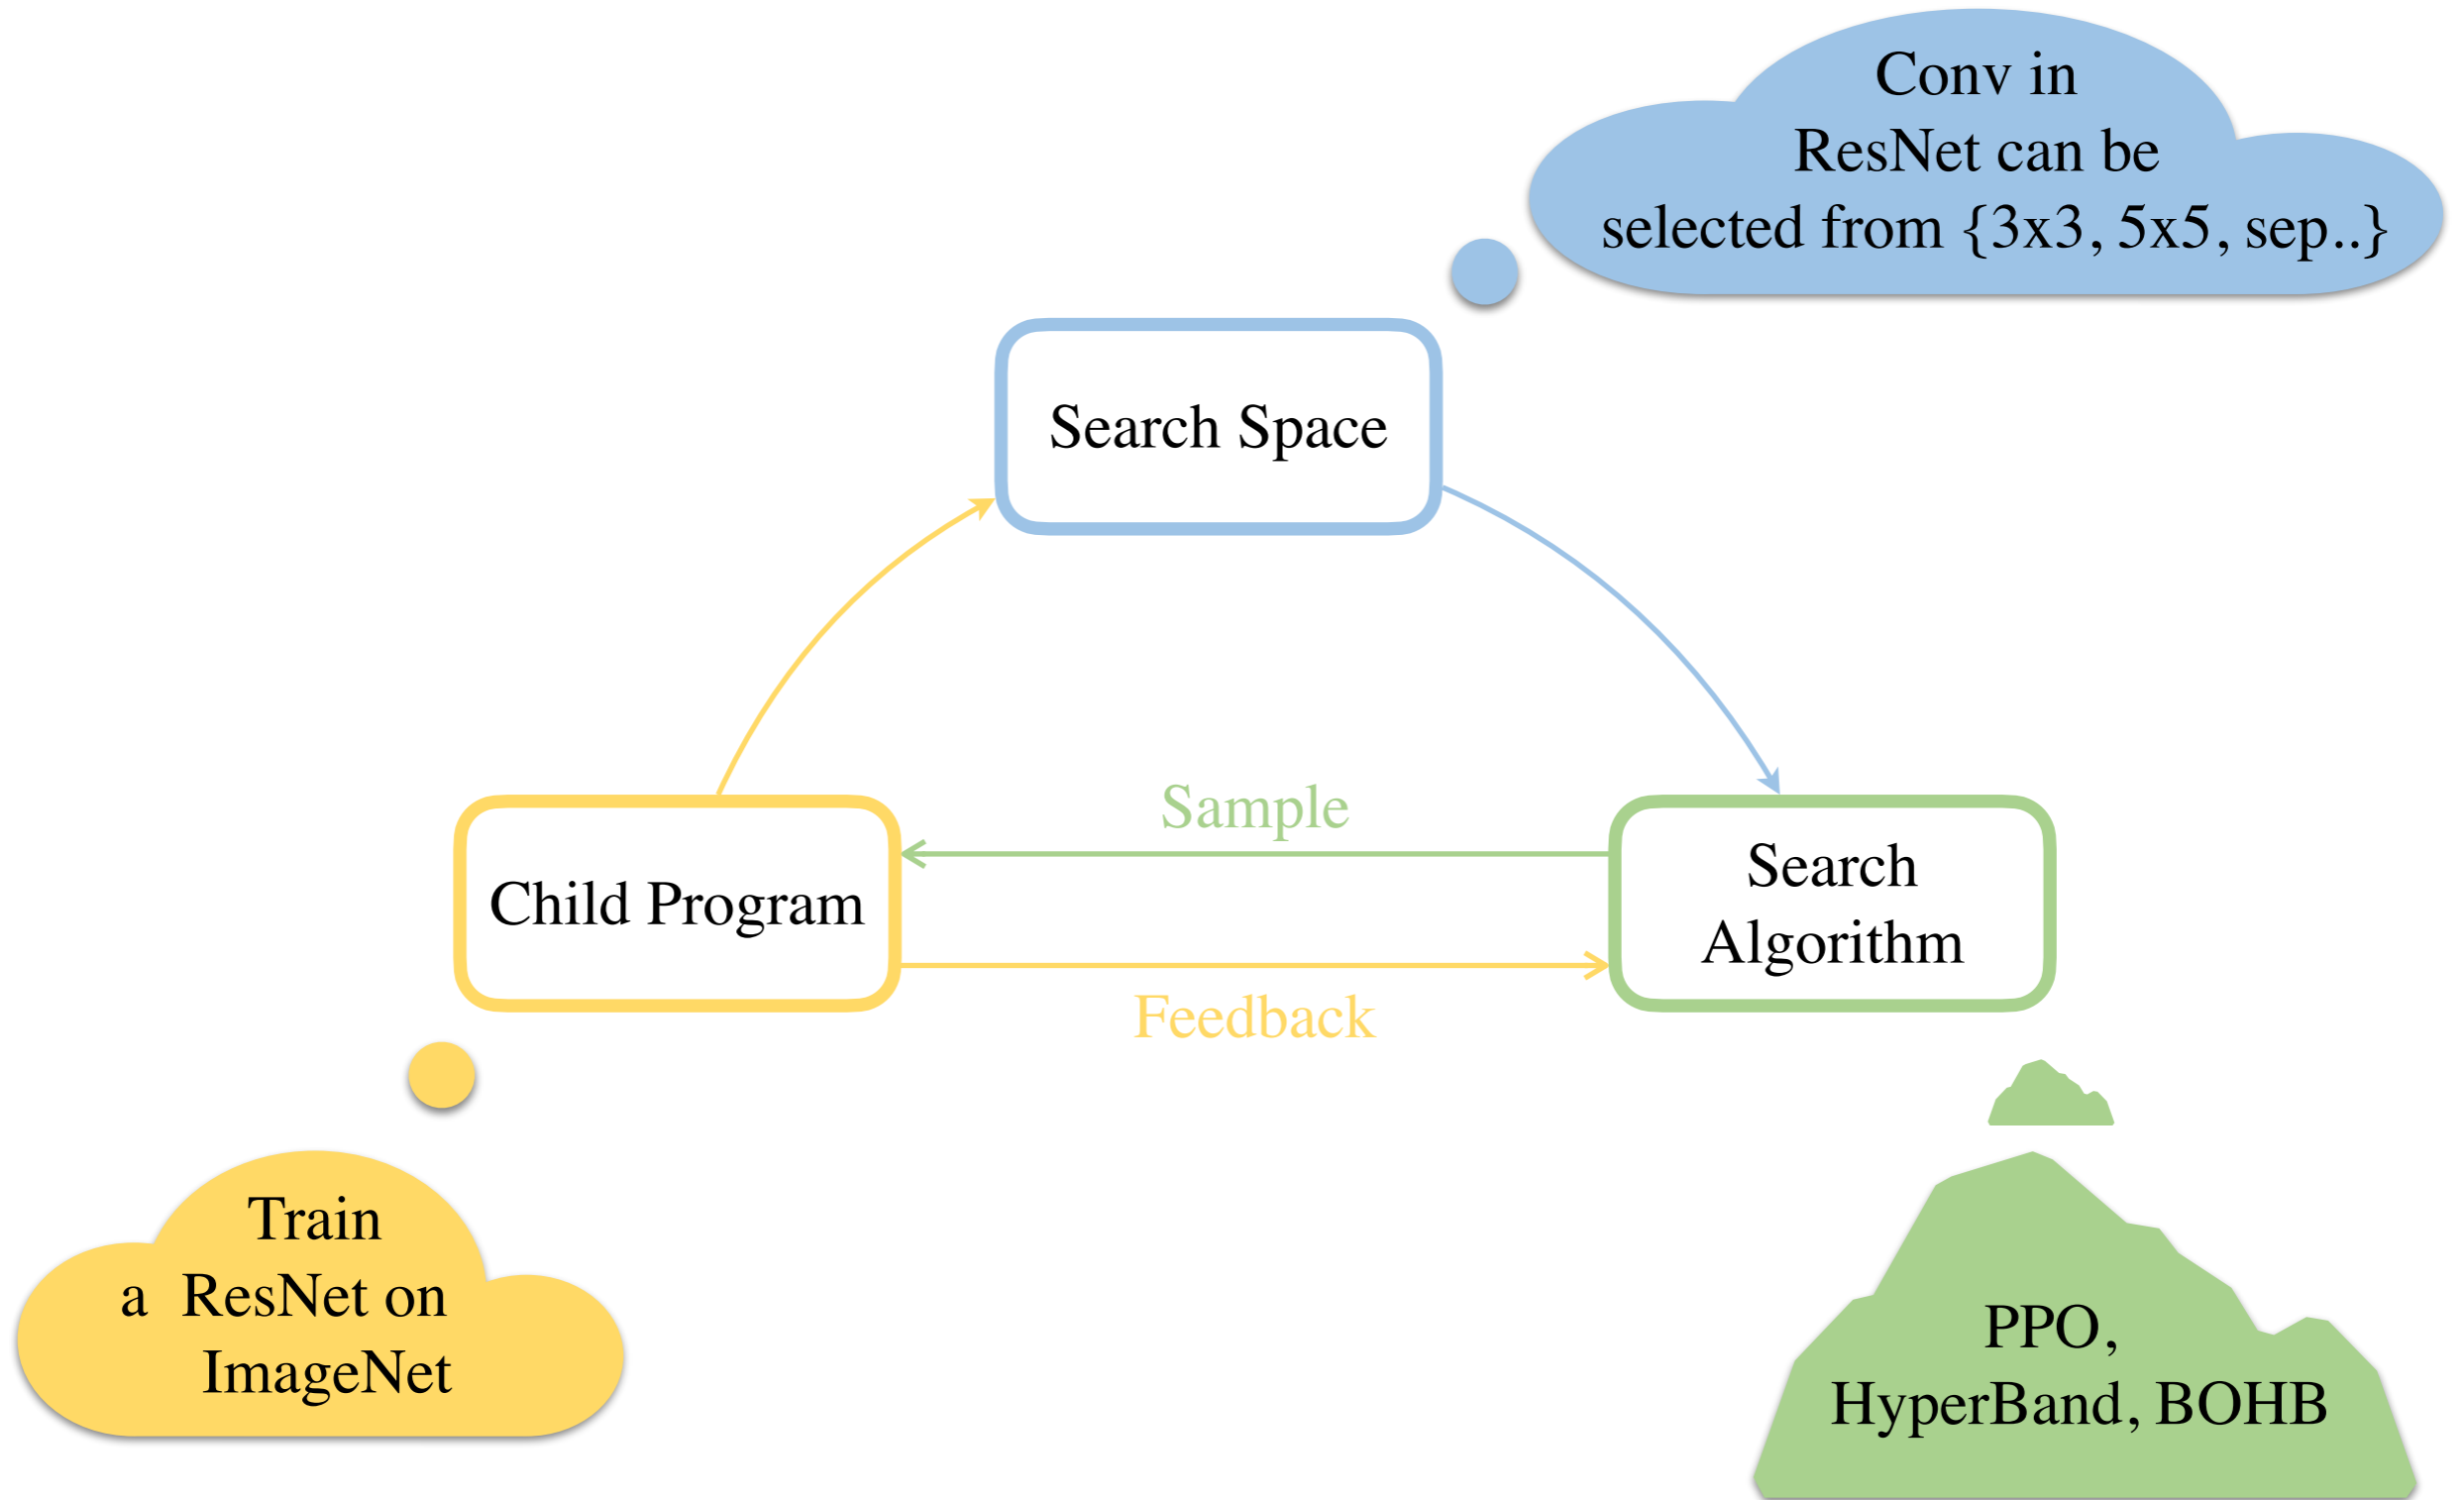 Conv in
ResNet can be
selected from {3x3, 5x5, sep..}
Search Space
Sample
Child Program
Search
Algorithm
Feedback
Train
a  ResNet on
ImageNet
PPO,
HyperBand, BOHB